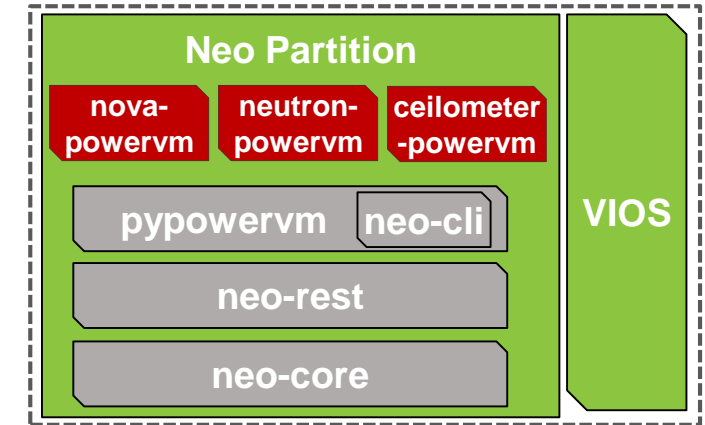 Neo Partition
nova-
powervm
neutron-
powervm
ceilometer
-powervm
pypowervm
neo-cli
VIOS
neo-rest
neo-core